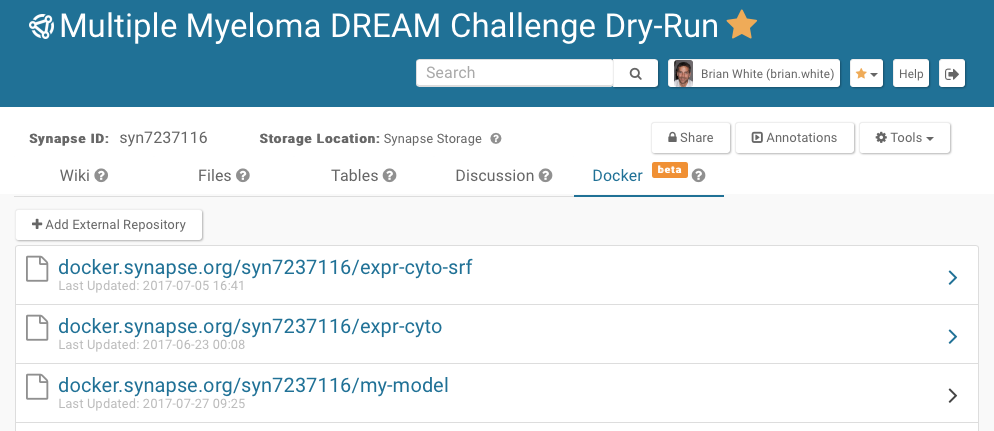 Multiple Myeloma DREAM Challenge Dry-Run
Search
Brian White (brian.white)
Help
Synapse ID: syn7237116
Storage Location: Synapse Storage
Share
Annotations
Tools
Wiki
Files
Tables
Discussion
Docker
beta
Add External Repository
docker.synapse.org/syn7237116/expr-cyto-srf
Last Updated: 2017-07-05 16:41
docker.synapse.org/syn7237116/expr-cyto
Last Updated: 2017-06-23 00:08
docker.synapse.org/syn7237116/my-model
Last Updated: 2017-07-27 09:25